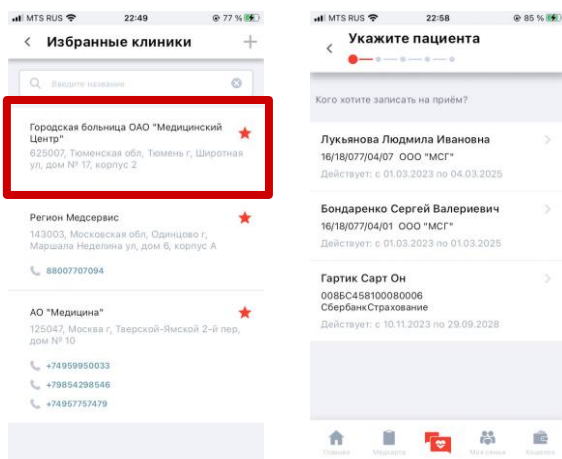 MTS RUS 22:49 77 %
Избранные клиники
Введите название
Городская больница ОАО "Медицинский
Центр"
625007, Тюменская обл, Тюмень г, Широтная
ул, дом № 17, корпус 2
Регион Медсервис
143003, Московская обл, Одинцово г,
Маршала Неделина ул, дом 6, корпус А
88007707094
АО "Медицина"
125047, Москва г, Тверской-Ямской 2-й пер,
дом № 10
+74959950033
+79854298546
+74957757479
MTS RUS 22:58 85 %
Укажите пациента
Кого хотите записать на приём?
Лукьянова Людмила Ивановна
16/18/077/04/07 ООО "МСГ"
Действует: с 01.03.2023 по 04.03.2025
Бондаренко Сергей Валериевич
16/18/077/04/01 ООО "МСГ"
Действует: с 01.03.2023 по 01.03.2025
Гартик Сарт Он
008БС458100080006
СбербанкСтрахование
Действует: с 10.11.2023 по 29.09.2028
Главная Медкарта Моя семья Кошелек